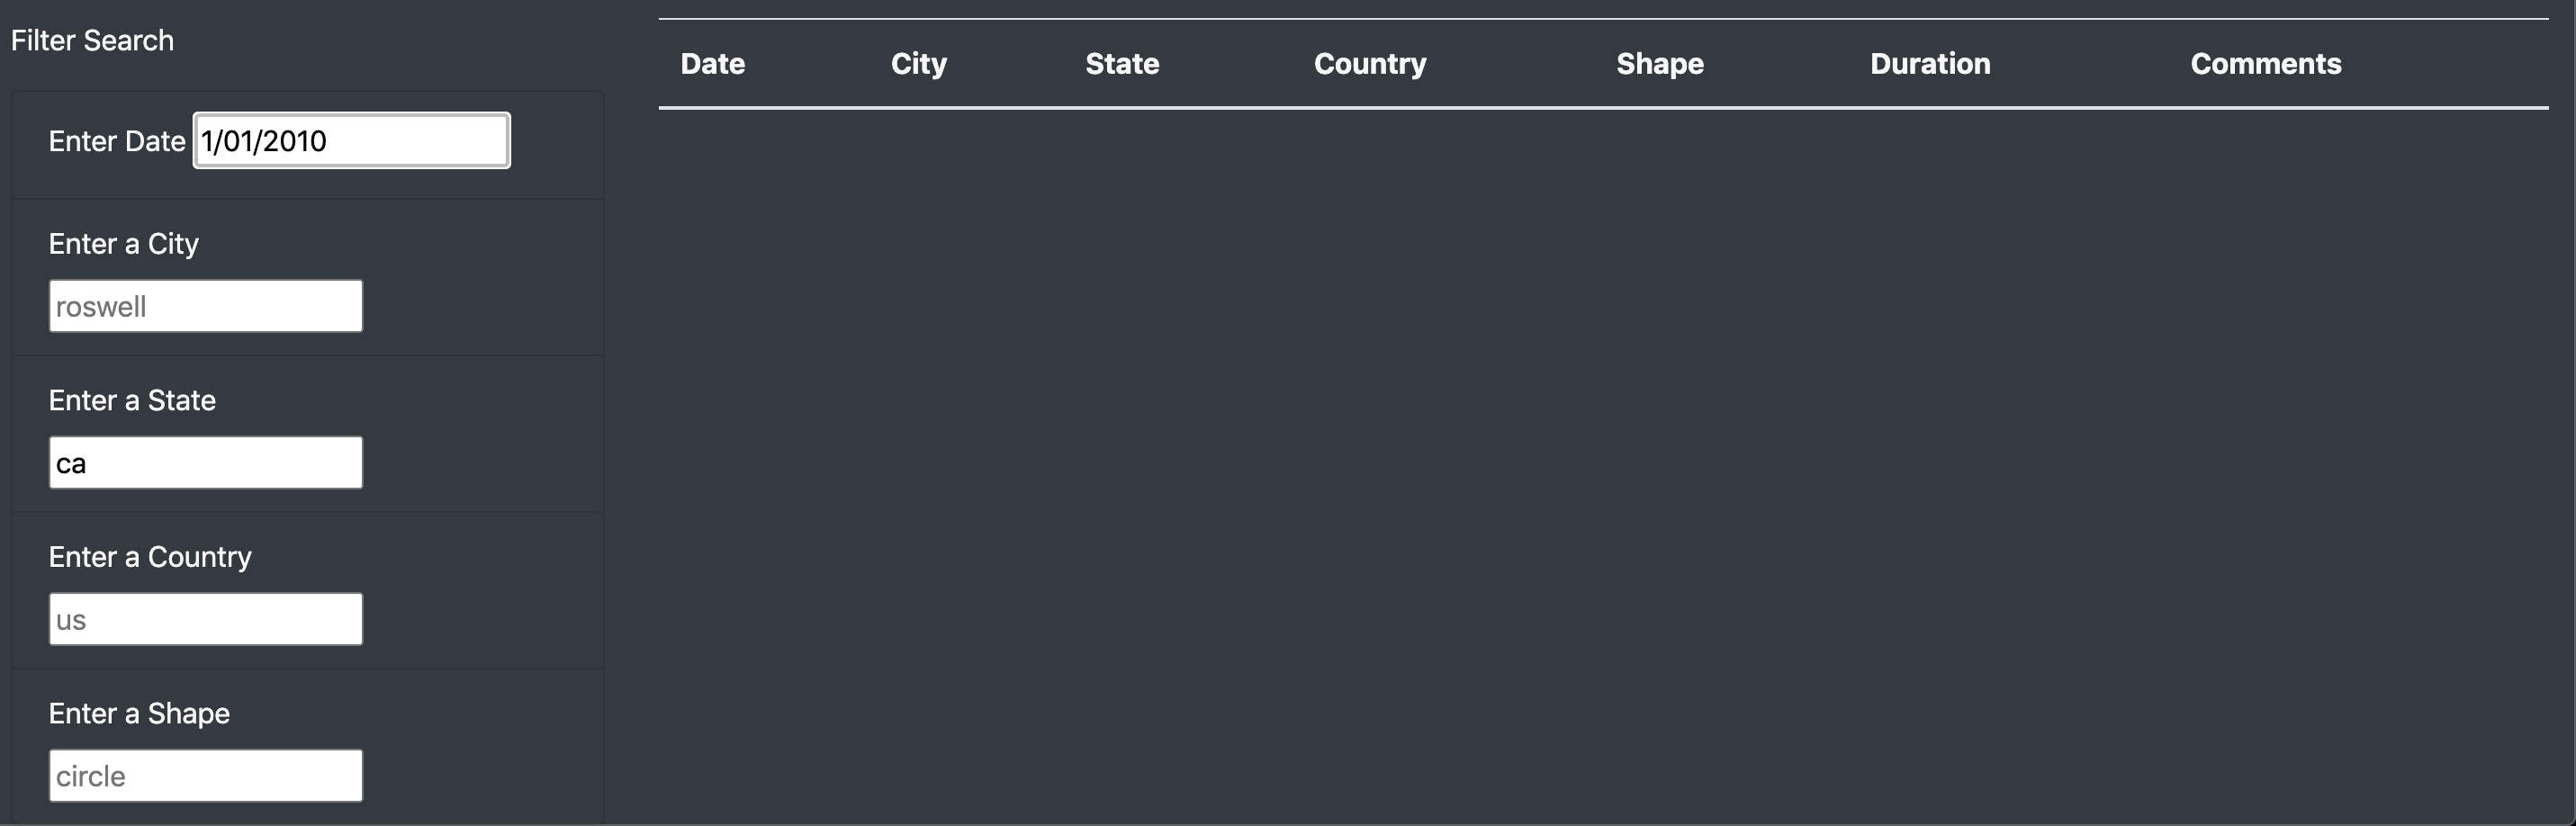 Filter Search
Date City State Country Shape Duration Comments
Enter Date 1/01/2010
Enter a City
roswell
Enter a State
ca
Enter a Country
us
Enter a Shape
circle